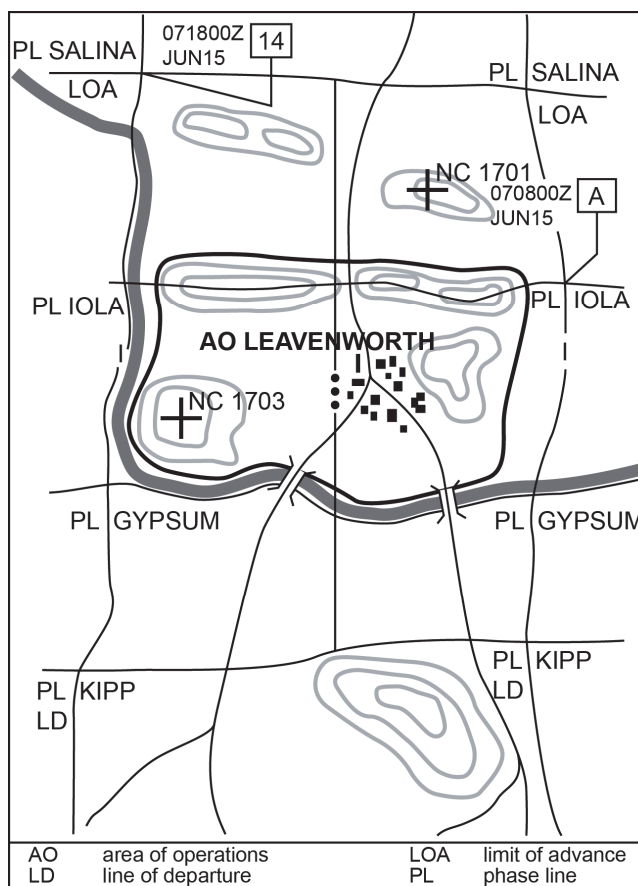 071800Z
JUN15
14
PL SALINA
LOA
PL SALINA
LOA
NC 1701
070800Z
JUN15
A
PL IOLA
PL IOLA
AO LEAVENWORTH
NC 1703
PL GYPSUM
PL GYPSUM
PL KIPP
LD
PL KIPP
LD
AO area of operations LOA limit of advance
LD line of departure PL phase line